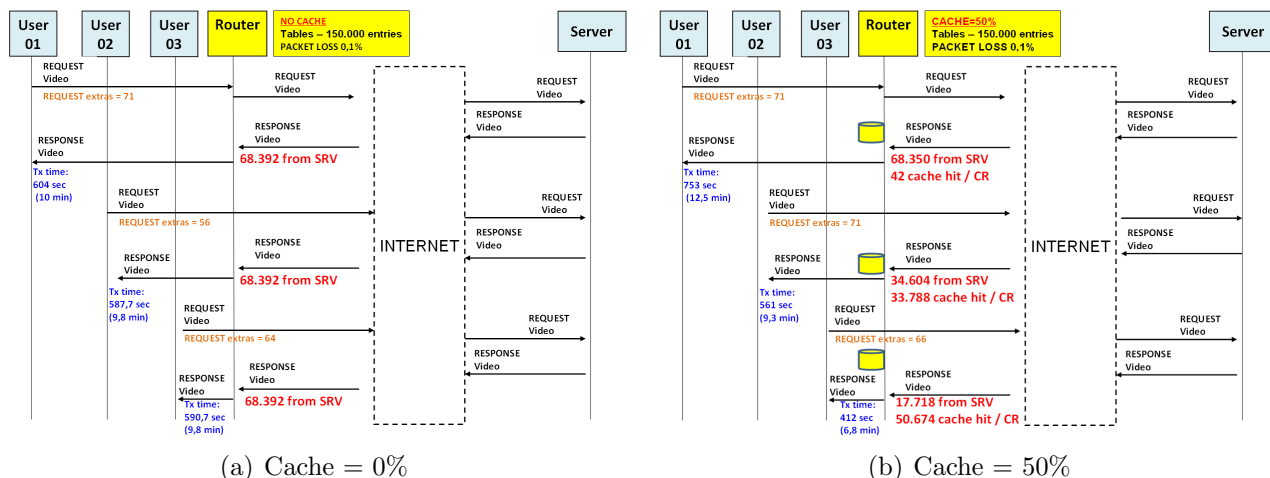 User
01
User
02
User
03
Router
NO CACHE
Tables – 150.000 entries
PACKET LOSS 0,1%
Server
REQUEST
Video
REQUEST extras = 71
REQUEST
Video
REQUEST
Video
RESPONSE
Video
RESPONSE
Video
68.392 from SRV
RESPONSE
Video
Tx time:
604 sec
(10 min)
REQUEST
Video
REQUEST extras = 56
REQUEST
Video
INTERNET
RESPONSE
Video
RESPONSE
Video
68.392 from SRV
RESPONSE
Video
Tx time:
587,7 sec
(9,8 min)
REQUEST
Video
REQUEST extras = 64
REQUEST
Video
RESPONSE
Video
RESPONSE
Video
68.392 from SRV
RESPONSE
Video
Tx time:
590,7 sec
(9,8 min)
(a) Cache = 0%
User
01
User
02
User
03
Router
CACHE=50%
Tables – 150.000 entries
PACKET LOSS 0,1%
Server
REQUEST
Video
REQUEST extras = 71
REQUEST
Video
REQUEST
Video
RESPONSE
Video
RESPONSE
Video
68.350 from SRV
42 cache hit / CR
RESPONSE
Video
Tx time:
753 sec
(12,5 min)
REQUEST
Video
REQUEST extras = 71
REQUEST
Video
INTERNET
RESPONSE
Video
RESPONSE
Video
34.604 from SRV
33.788 cache hit / CR
RESPONSE
Video
Tx time:
561 sec
(9,3 min)
REQUEST
Video
REQUEST extras = 66
REQUEST
Video
RESPONSE
Video
RESPONSE
Video
17.718 from SRV
50.674 cache hit / CR
RESPONSE
Video
Tx time:
412 sec
(6,8 min)
(b) Cache = 50%